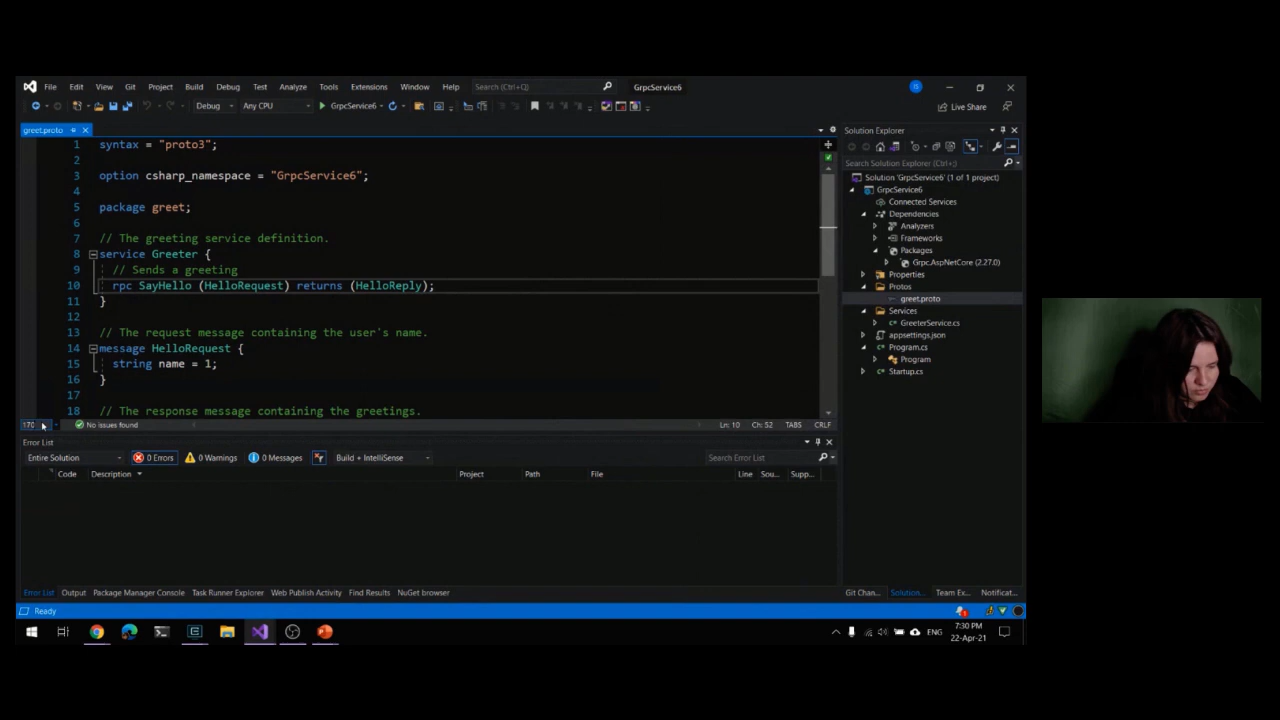 File Edit View Git Project Build Debug Test Analyze Tools Extensions Window Help Search (Ctrl+Q) GrpcService6
Debug Any CPU GrpcService6 Live Share
greet.proto
1 syntax = "proto3";
2
3 option csharp_namespace = "GrpcService6";
4
5 package greet;
6
7 // The greeting service definition.
8 service Greeter {
9 // Sends a greeting
10 rpc SayHello (HelloRequest) returns (HelloReply);
11 }
12
13 // The request message containing the user's name.
14 message HelloRequest {
15 string name = 1;
16 }
17
18 // The response message containing the greetings.
170 No issues found Ln: 10 Ch: 52 TABS CRLF
Error List
Entire Solution 0 Errors 0 Warnings 0 Messages Build + IntelliSense Search Error List
Code Description Project Path File Line Sou... Supp...
Error List Output Package Manager Console Task Runner Explorer Web Publish Activity Find Results NuGet browser
Solution Explorer
Search Solution Explorer (Ctrl+;)
Solution 'GrpcService6' (1 of 1 project)
GrpcService6
Connected Services
Dependencies
Analyzers
Frameworks
Packages
Grpc.AspNetCore (2.27.0)
Properties
Protos
greet.proto
Services
GreeterService.cs
appsettings.json
Program.cs
Program
Startup.cs
Git Chan... Solution... Team Ex... Notificat...
Ready
ENG 7:30 PM
22-Apr-21